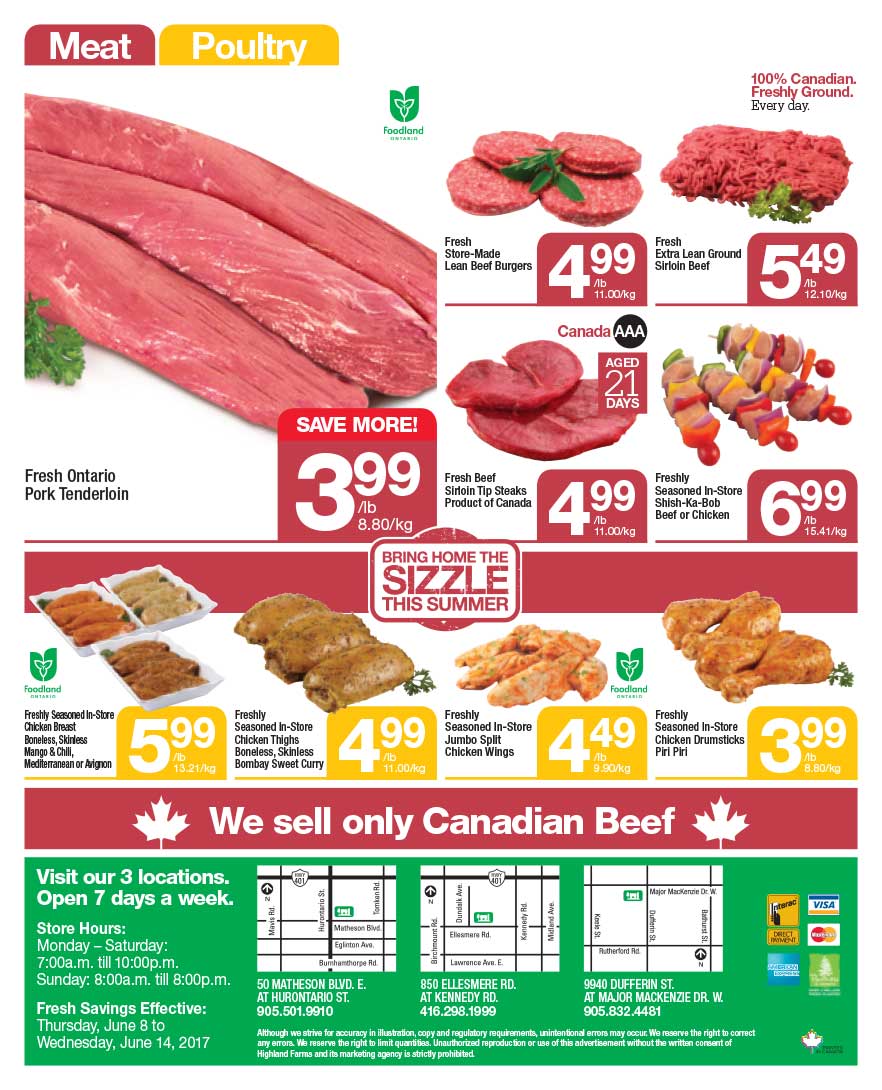 Meat
Poultry
Foodland
ONTARIO
100% Canadian.
Freshly Ground.
Every day.
Fresh
Store-Made
Lean Beef Burgers
4.99
/lb
11.00/kg
Fresh
Extra Lean Ground
Sirloin Beef
5.49
/lb
12.10/kg
SAVE MORE!
Fresh Ontario
Pork Tenderloin
3.99
/lb
8.80/kg
Canada AAA
AGED
21
DAYS
Fresh Beef
Sirloin Tip Steaks
Product of Canada
4.99
/lb
11.00/kg
Freshly
Seasoned In-Store
Shish-Ka-Bob
Beef or Chicken
6.99
/lb
15.41/kg
BRING HOME THE
SIZZLE
THIS SUMMER
Foodland
ONTARIO
Freshly Seasoned In-Store
Chicken Breast
Boneless, Skinless
Mango & Chili,
Mediterranean or Avignon
5.99
/lb
13.21/kg
Freshly
Seasoned In-Store
Chicken Thighs
Boneless, Skinless
Bombay Sweet Curry
4.99
/lb
11.00/kg
Foodland
ONTARIO
Freshly
Seasoned In-Store
Jumbo Split
Chicken Wings
4.49
/lb
9.90/kg
Freshly
Seasoned In-Store
Chicken Drumsticks
Piri Piri
3.99
/lb
8.80/kg
We sell only Canadian Beef
Visit our 3 locations.
Open 7 days a week.
Store Hours:
Monday – Saturday:
7:00a.m. till 10:00p.m.
Sunday: 8:00a.m. till 8:00p.m.
Fresh Savings Effective:
Thursday, June 8 to
Wednesday, June 14, 2017
N
HWY
401
Mavis Rd.
Hurontario St.
Tomken Rd.
Matheson Blvd.
Eglinton Ave.
Burnhamthorpe Rd.
50 MATHESON BLVD. E.
AT HURONTARIO ST.
905.501.9910
N
HWY
401
Birchmount Rd.
Dundalk Ave.
Kennedy Rd.
Midland Ave.
Ellesmere Rd.
Lawrence Ave. E.
850 ELLESMERE RD.
AT KENNEDY RD.
416.298.1999
Major MacKenzie Dr. W.
Keele St.
Dufferin St.
Bathurst St.
Rutherford Rd.
N
9940 DUFFERIN ST.
AT MAJOR MACKENZIE DR. W.
905.832.4481
Interac
DIRECT
PAYMENT
VISA
MasterCard
AMERICAN
EXPRESS
Although we strive for accuracy in illustration, copy and regulatory requirements, unintentional errors may occur. We reserve the right to correct
any errors. We reserve the right to limit quantities. Unauthorized reproduction or use of this advertisement without the written consent of
Highland Farms and its marketing agency is strictly prohibited.
PRINTED
IN CANADA